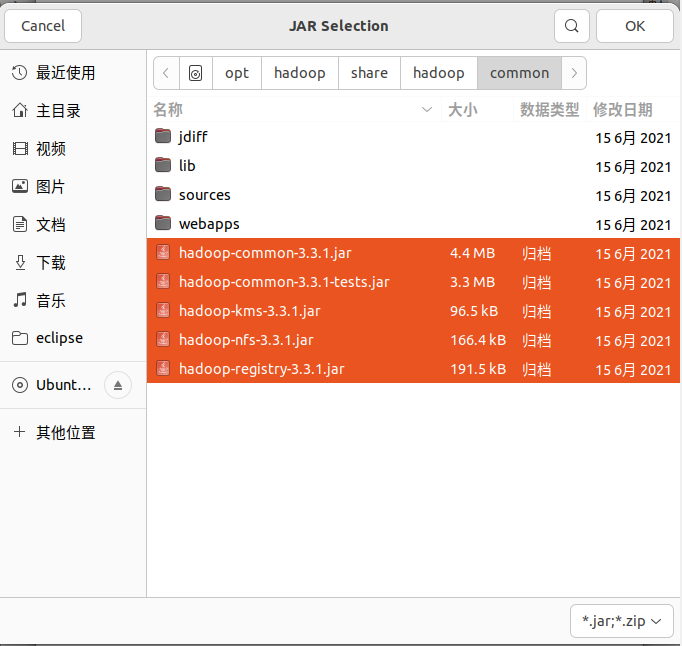 Cancel JAR Selection OK
opt hadoop share hadoop common
名称 大小 数据类型 修改日期
最近使用
主目录
视频
图片
文档
下载
音乐
eclipse
Ubunt...
其他位置
jdiff 15 6月 2021
lib 15 6月 2021
sources 15 6月 2021
webapps 15 6月 2021
hadoop-common-3.3.1.jar 4.4 MB 归档 15 6月 2021
hadoop-common-3.3.1-tests.jar 3.3 MB 归档 15 6月 2021
hadoop-kms-3.3.1.jar 96.5 kB 归档 15 6月 2021
hadoop-nfs-3.3.1.jar 166.4 kB 归档 15 6月 2021
hadoop-registry-3.3.1.jar 191.5 kB 归档 15 6月 2021
*.jar;*.zip